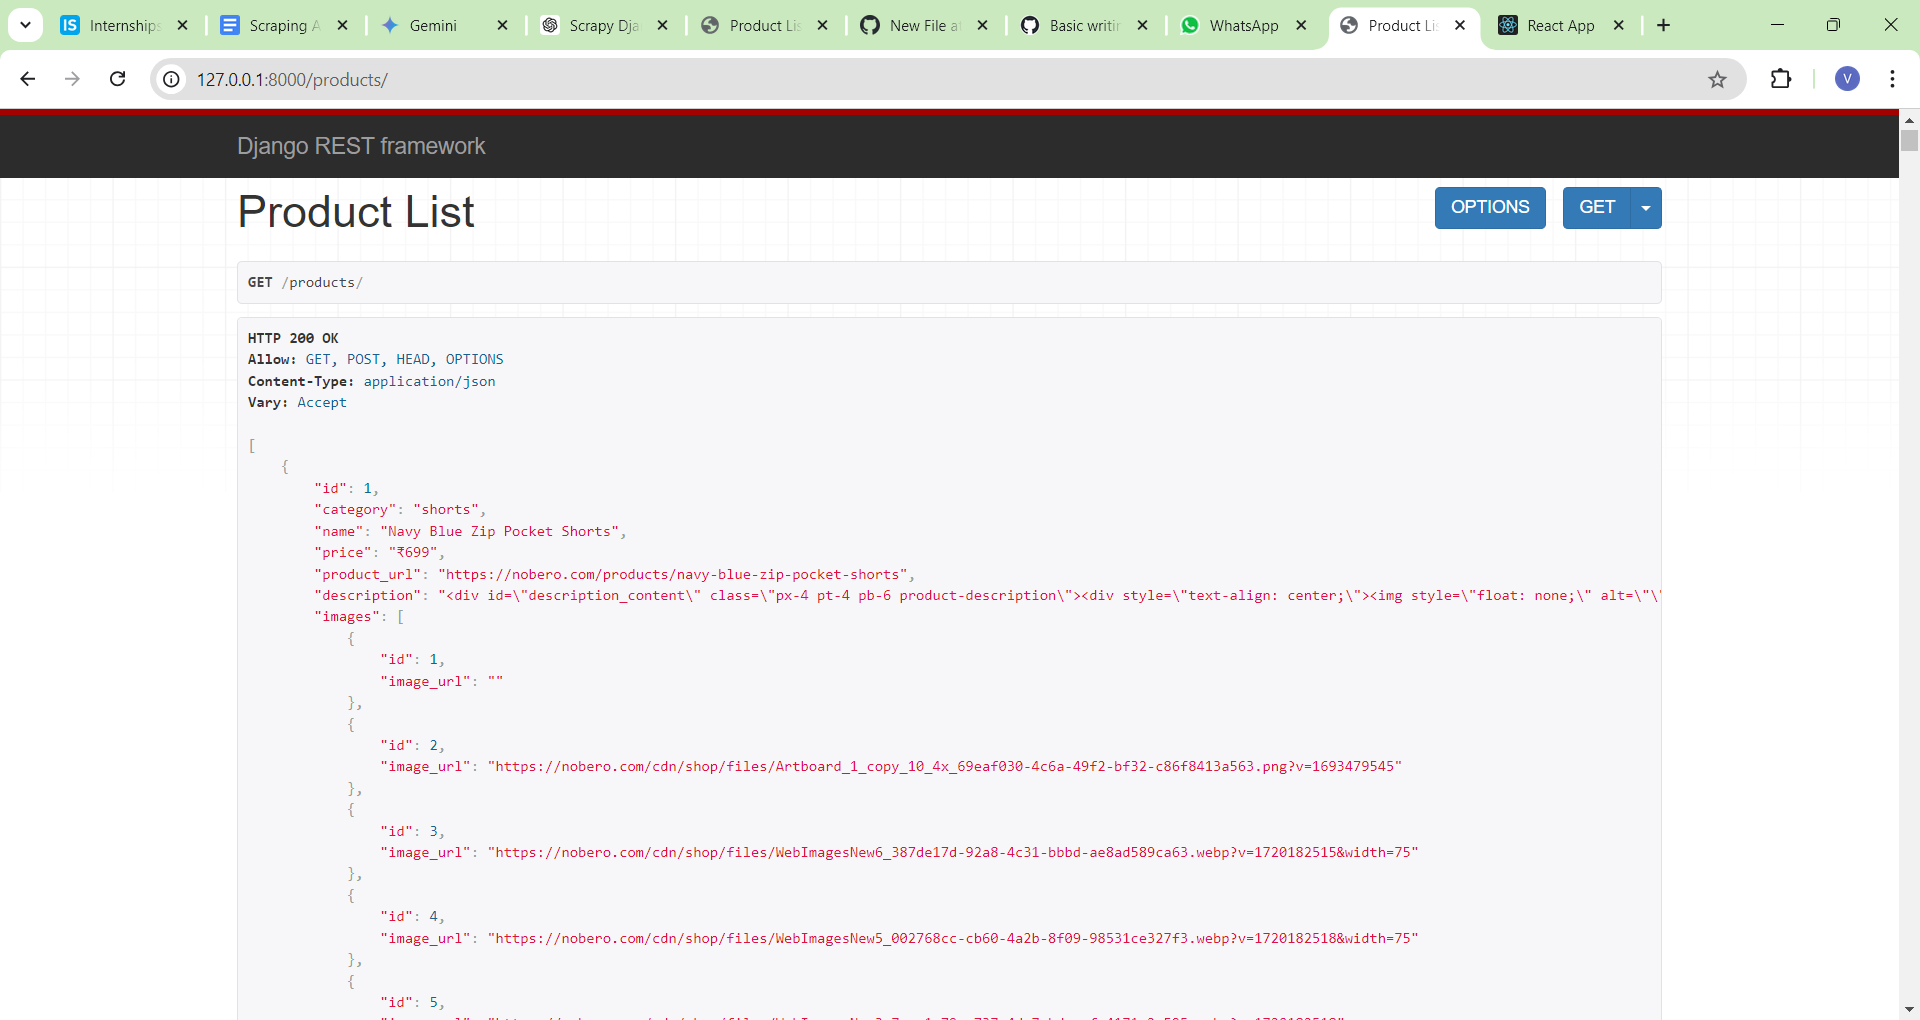 Internships
Scraping A
Gemini
Scrapy Dja
Product Lis
New File at
Basic writin
WhatsApp
Product Lis
React App
127.0.0.1:8000/products/
V
Django REST framework
Product List
OPTIONS
GET
GET /products/
HTTP 200 OK
Allow: GET, POST, HEAD, OPTIONS
Content-Type: application/json
Vary: Accept
[
{
"id": 1,
"category": "shorts",
"name": "Navy Blue Zip Pocket Shorts",
"price": "₹699",
"product_url": "https://nobero.com/products/navy-blue-zip-pocket-shorts",
"description": "<div id=\"description_content\" class=\"px-4 pt-4 pb-6 product-description\"><div style=\"text-align: center;\"><img style=\"float: none;\" alt=\"\"
"images": [
{
"id": 1,
"image_url": ""
},
{
"id": 2,
"image_url": "https://nobero.com/cdn/shop/files/Artboard_1_copy_10_4x_69eaf030-4c6a-49f2-bf32-c86f8413a563.png?v=1693479545"
},
{
"id": 3,
"image_url": "https://nobero.com/cdn/shop/files/WebImagesNew6_387de17d-92a8-4c31-bbbd-ae8ad589ca63.webp?v=1720182515&width=75"
},
{
"id": 4,
"image_url": "https://nobero.com/cdn/shop/files/WebImagesNew5_002768cc-cb60-4a2b-8f09-98531ce327f3.webp?v=1720182518&width=75"
},
{
"id": 5,